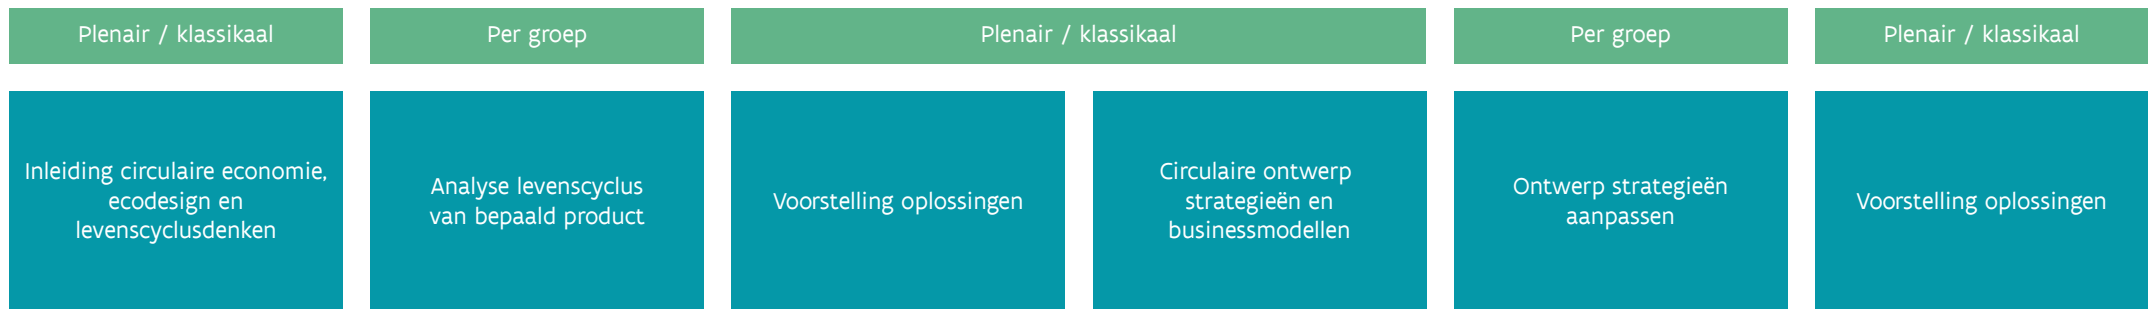 Plenair / klassikaal
Per groep
Plenair / klassikaal
Per groep
Plenair / klassikaal
Inleiding circulaire economie,
ecodesign en
levenscyclusdenken
Analyse levenscyclus
van bepaald product
Voorstelling oplossingen
Circulaire ontwerp
strategieën en
businessmodellen
Ontwerp strategieën
aanpassen
Voorstelling oplossingen